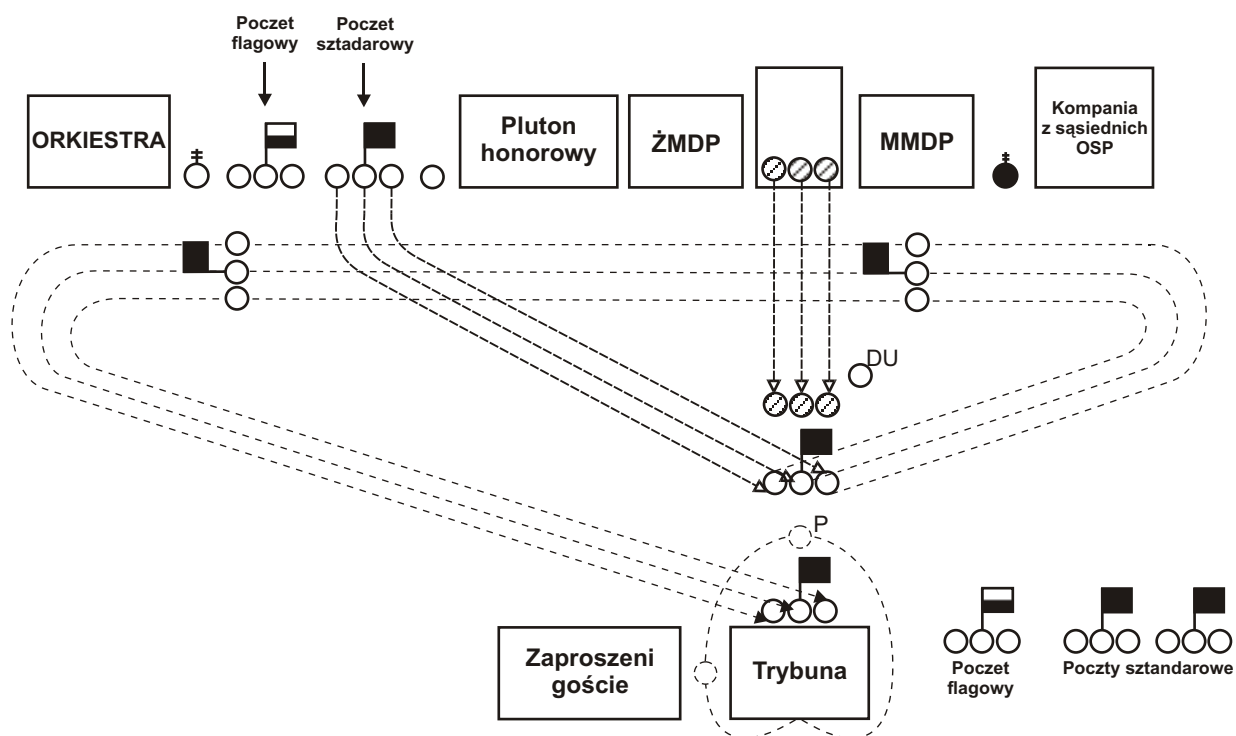 Poczet
flagowy
Poczet
sztadarowy
ORKIESTRA
Pluton
honorowy
ŻMDP
MMDP
Kompania
z sąsiednich
OSP
DU
P
Zaproszeni
goście
Trybuna
Poczet
flagowy
Poczty sztandarowe